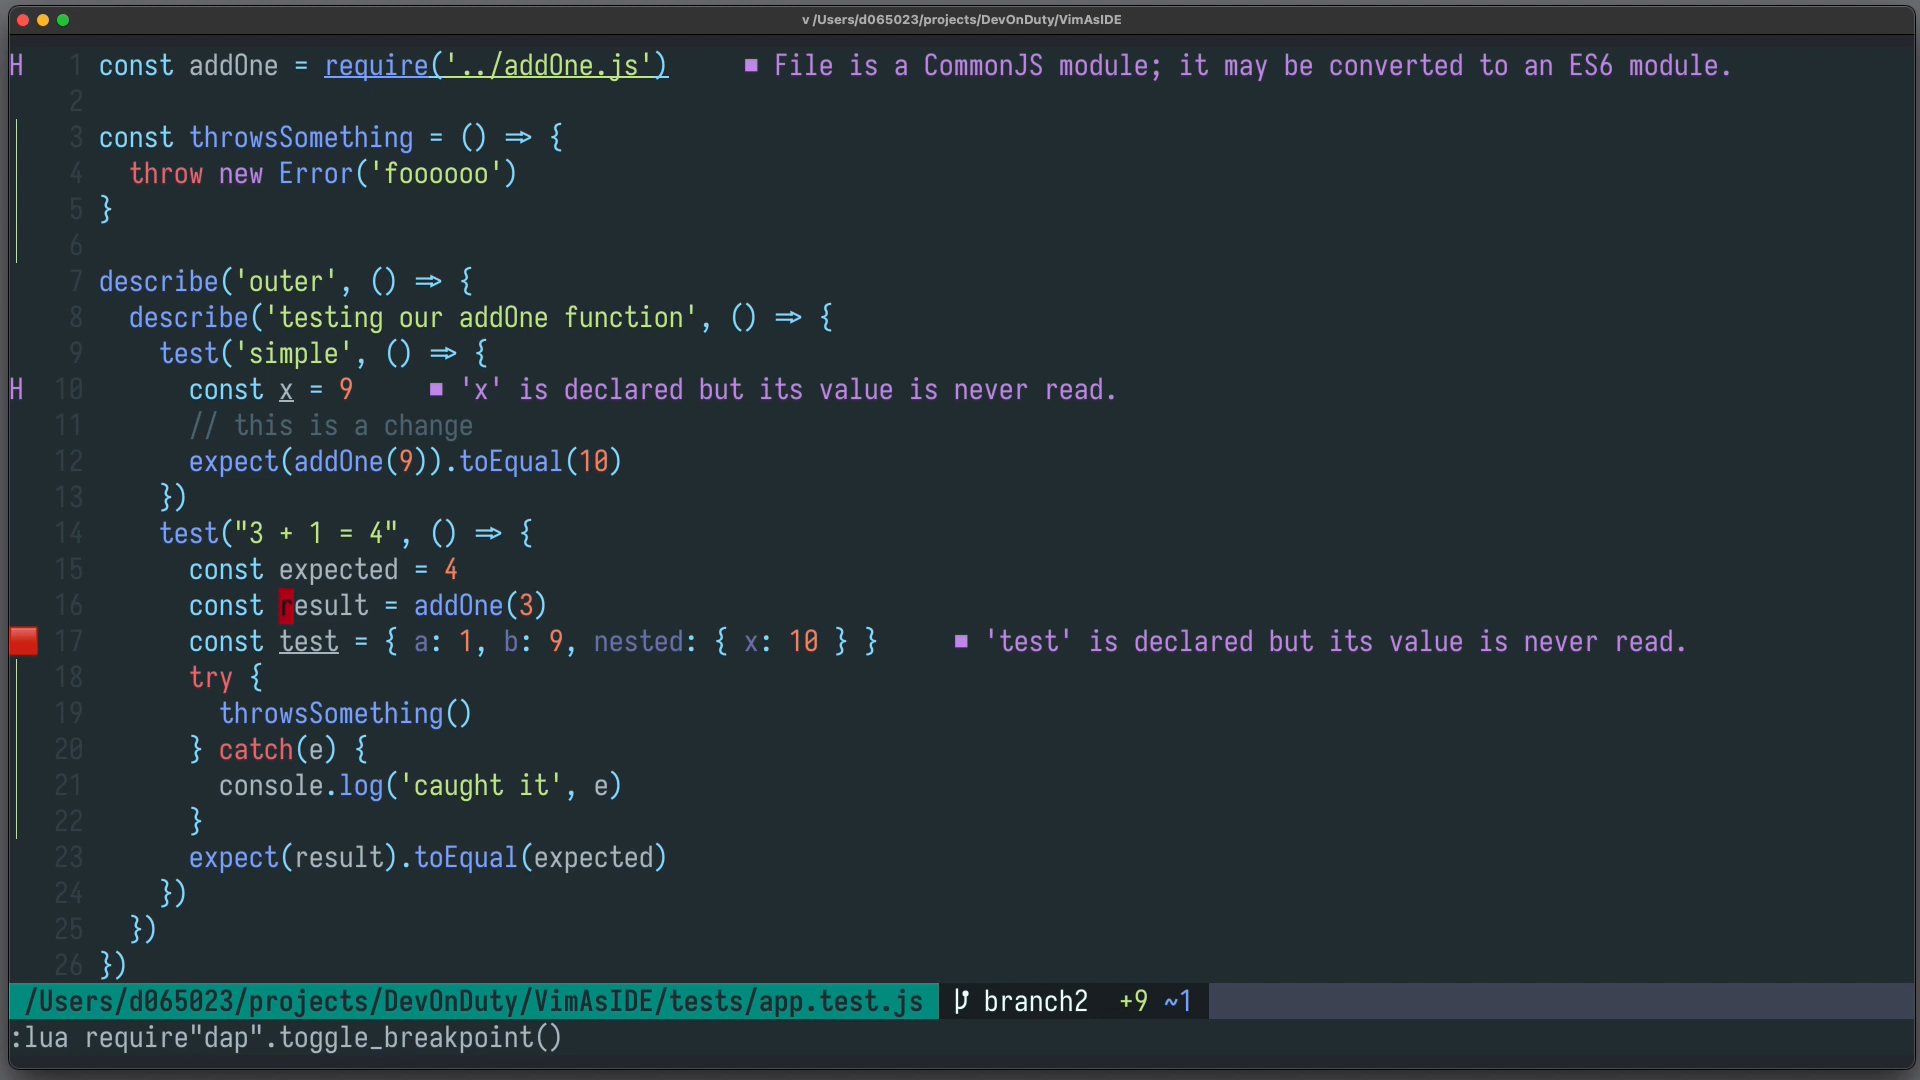 v /Users/d065023/projects/DevOnDuty/VimAsIDE
H 1 const addOne = require('../addOne.js') ■ File is a CommonJS module; it may be converted to an ES6 module.
2
3 const throwsSomething = () => {
4 throw new Error('foooooo')
5 }
6
7 describe('outer', () => {
8 describe('testing our addOne function', () => {
9 test('simple', () => {
H 10 const x = 9 ■ 'x' is declared but its value is never read.
11 // this is a change
12 expect(addOne(9)).toEqual(10)
13 })
14 test("3 + 1 = 4", () => {
15 const expected = 4
16 const result = addOne(3)
17 const test = { a: 1, b: 9, nested: { x: 10 } } ■ 'test' is declared but its value is never read.
18 try {
19 throwsSomething()
20 } catch(e) {
21 console.log('caught it', e)
22 }
23 expect(result).toEqual(expected)
24 })
25 })
26 })
/Users/d065023/projects/DevOnDuty/VimAsIDE/tests/app.test.js branch2 +9 ~1
:lua require"dap".toggle_breakpoint()